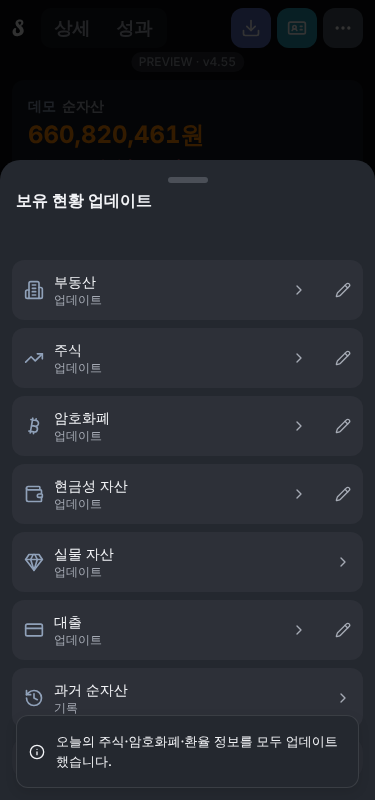 상세 성과
PREVIEW · v4.55
데모 순자산
660,820,461원
보유 현황 업데이트
부동산
업데이트
주식
업데이트
암호화폐
업데이트
현금성 자산
업데이트
실물 자산
업데이트
대출
업데이트
과거 순자산
기록
오늘의 주식·암호화폐·환율 정보를 모두 업데이트
했습니다.